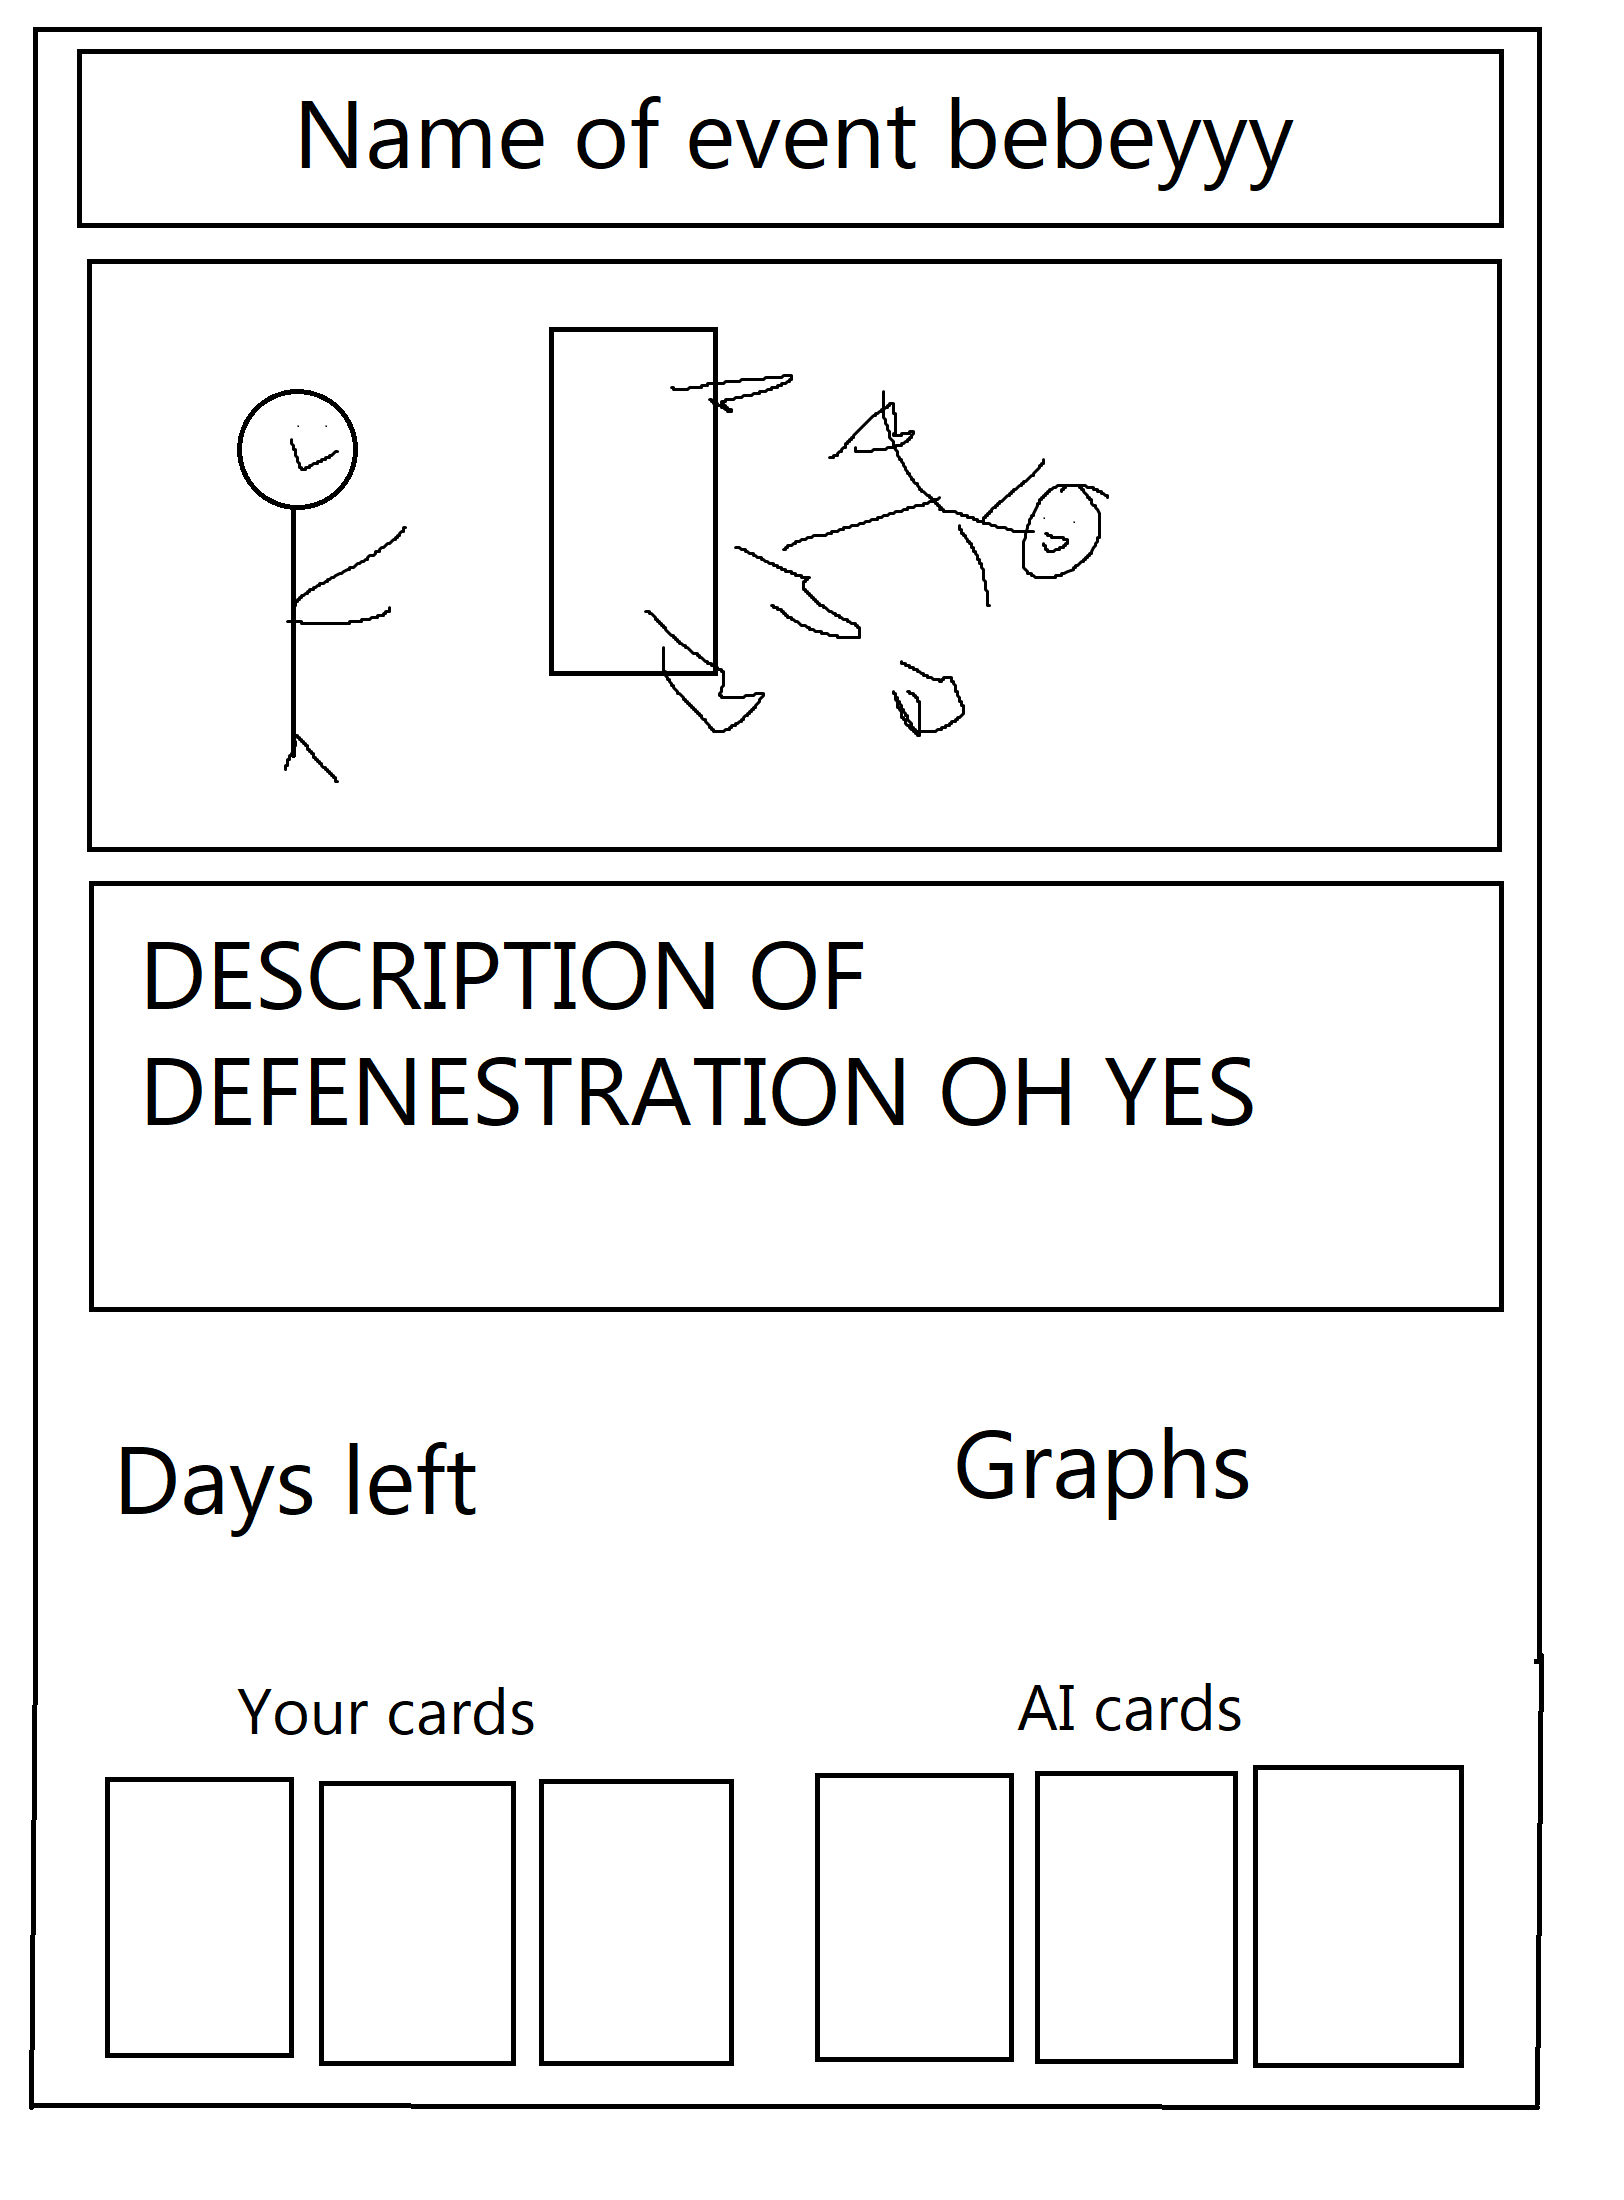 Name of event bebeyyy
DESCRIPTION OF
DEFENESTRATION OH YES
Days left
Graphs
Your cards
AI cards